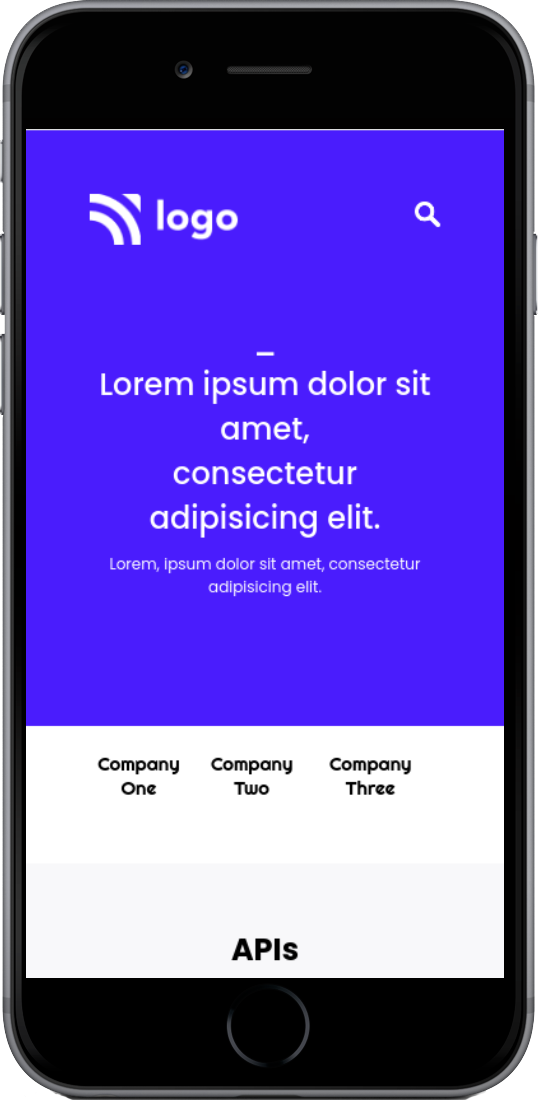 logo
_
Lorem ipsum dolor sit
amet,
consectetur
adipisicing elit.
Lorem, ipsum dolor sit amet, consectetur
adipisicing elit.
Company Company Company
One Two Three
APIs